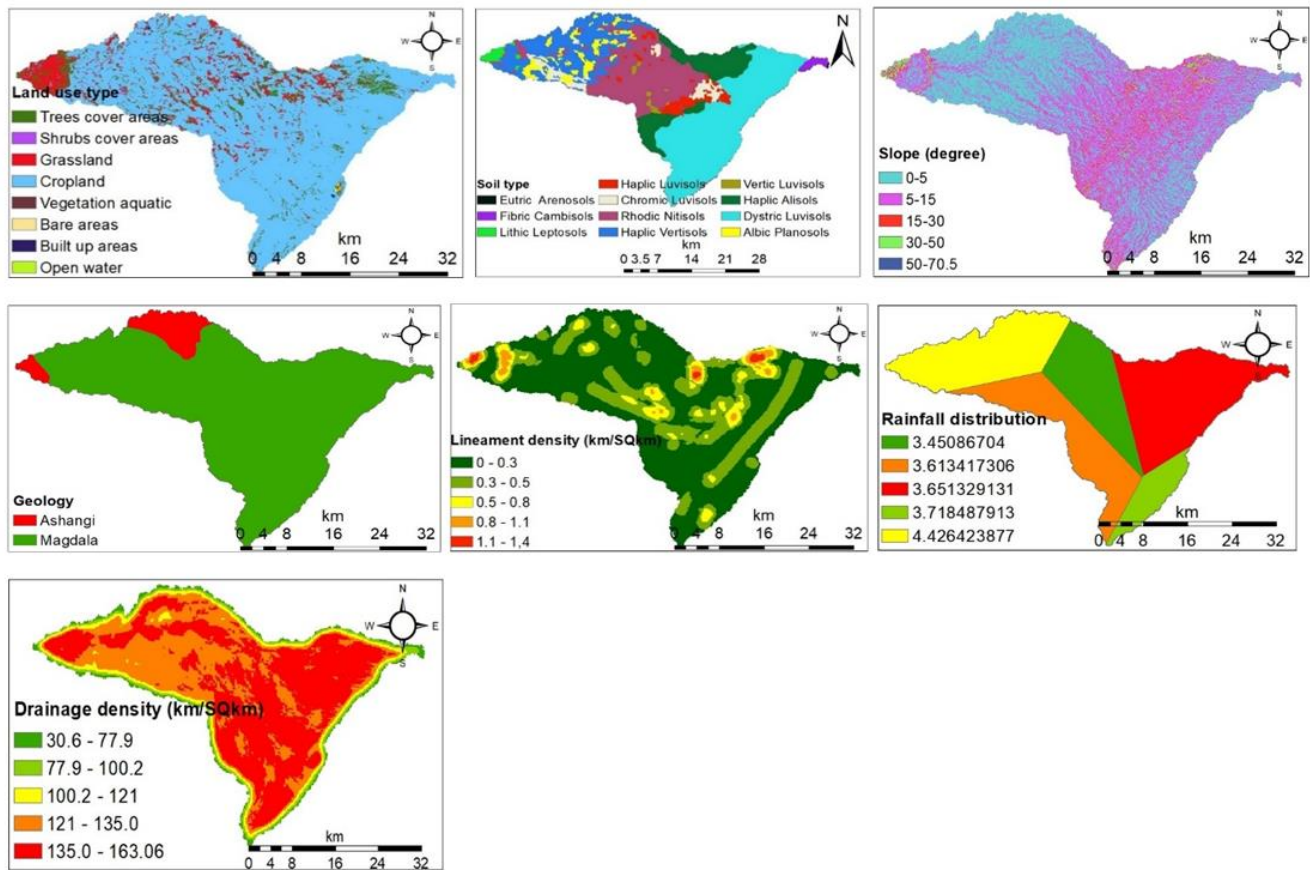 N
W E
S
Land use type
Trees cover areas
Shrubs cover areas
Grassland
Cropland
Vegetation aquatic
Bare areas
Built up areas
Open water
km
0 4 8 16 24 32
N
Soil type
Eutric Arenosols
Fibric Cambisols
Lithic Leptosols
Haplic Luvisols
Chromic Luvisols
Rhodic Nitisols
Haplic Vertisols
Vertic Luvisols
Haplic Alisols
Dystric Luvisols
Albic Planosols
km
0 3.5 7 14 21 28
N
W E
S
Slope (degree)
0-5
5-15
15-30
30-50
50-70.5
km
0 4 8 16 24 32
N
W E
S
Geology
Ashangi
Magdala
km
0 4 8 16 24 32
N
W E
S
Lineament density (km/SQkm)
0 - 0.3
0.3 - 0.5
0.5 - 0.8
0.8 - 1.1
1.1 - 1,4
km
0 4 8 16 24 32
N
W E
S
Rainfall distribution
3.45086704
3.613417306
3.651329131
3.718487913
4.426423877
km
0 4 8 16 24 32
N
W E
S
Drainage density (km/SQkm)
30.6 - 77.9
77.9 - 100.2
100.2 - 121
121 - 135.0
135.0 - 163.06
km
0 4 8 16 24 32